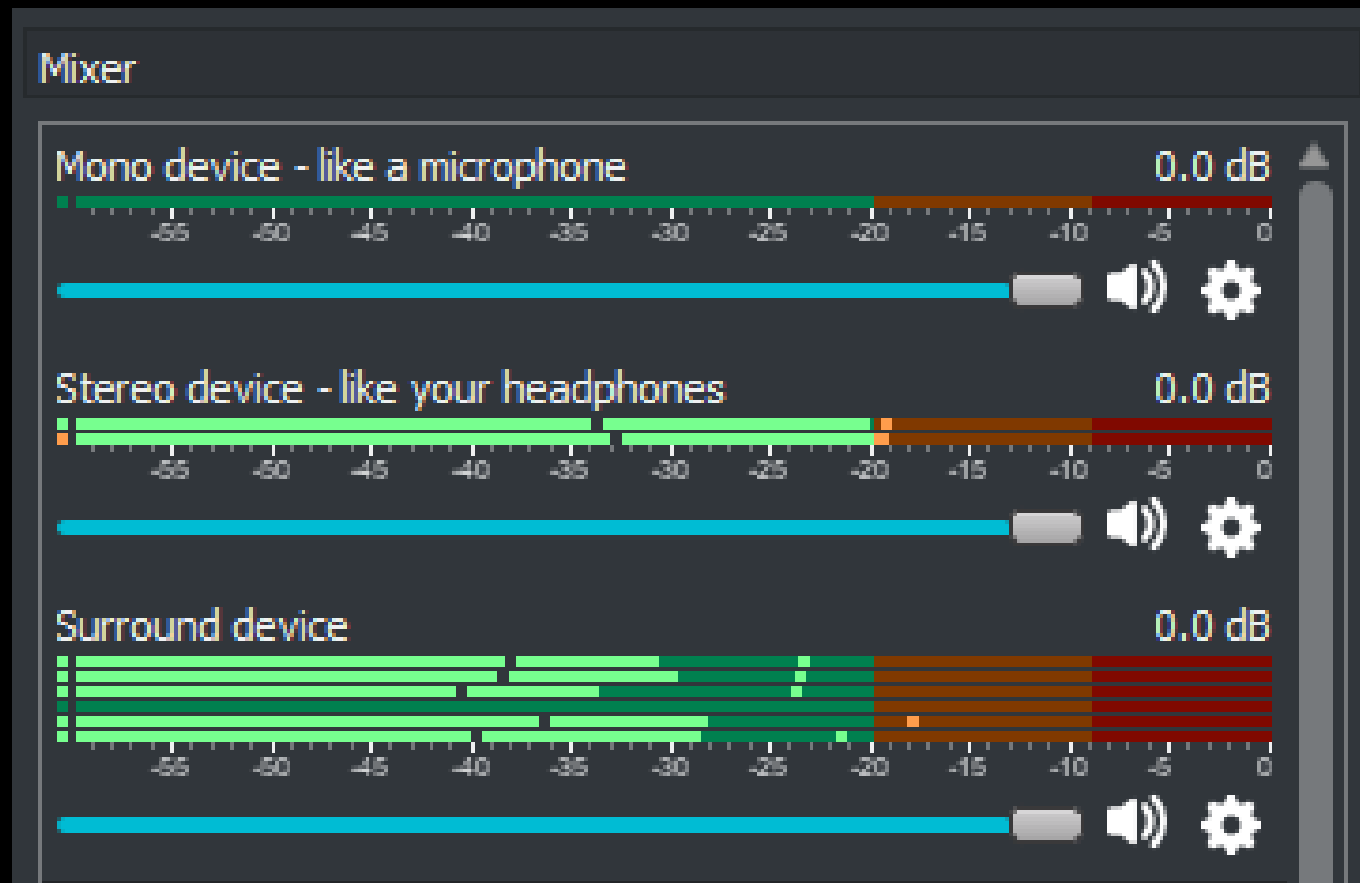 Mixer
Mono device - like a microphone 0.0 dB
-55 -50 -45 -40 -35 -30 -25 -20 -15 -10 -5 0
Stereo device - like your headphones 0.0 dB
-55 -50 -45 -40 -35 -30 -25 -20 -15 -10 -5 0
Surround device 0.0 dB
-55 -50 -45 -40 -35 -30 -25 -20 -15 -10 -5 0